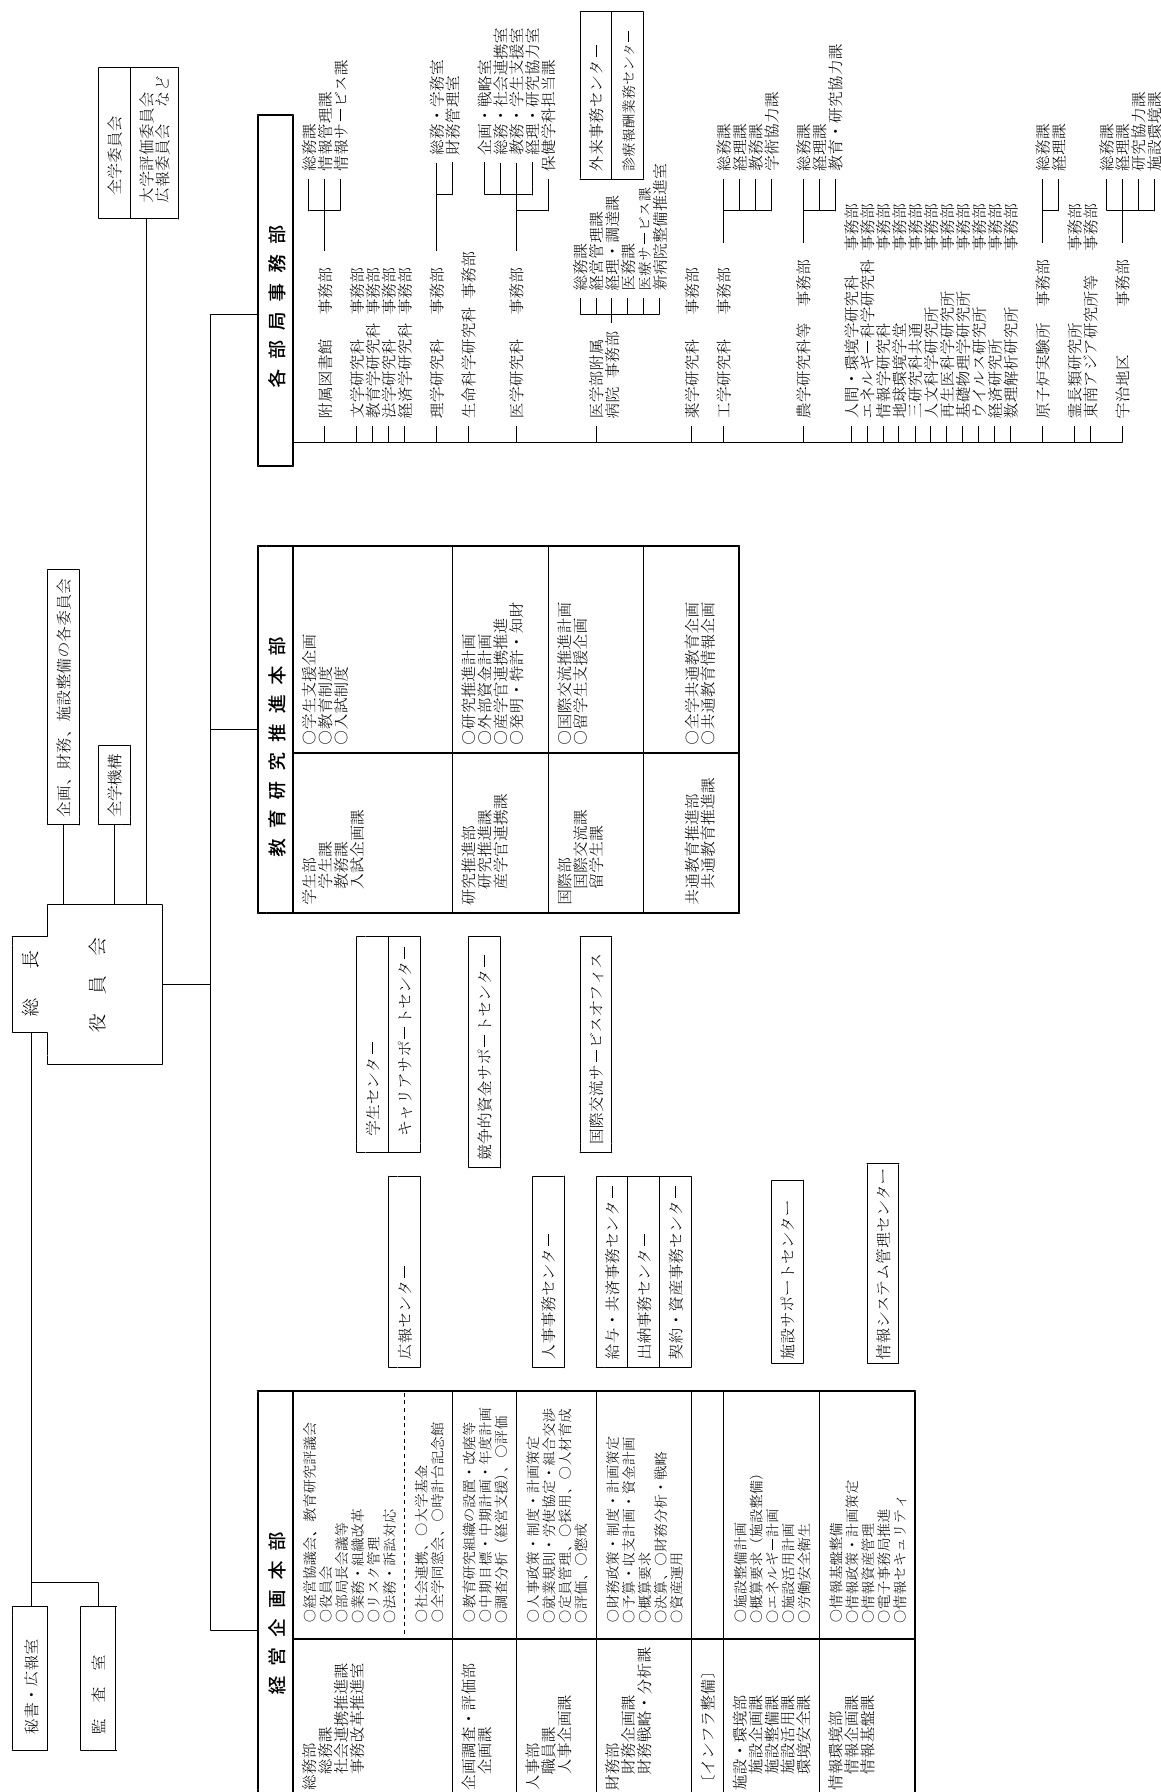 秘書・広報室
監　査　室
総　長
役　員　会
企画、財務、施設整備の各委員会
全学機構
全学委員会
大学評価委員会
広報委員会　など
経営企画本部
総務部
総務課
社会連携推進課
事務改革推進室
○経営協議会、教育研究評議会
○役員会
○部局長会議等
○業務・組織改革
○リスク管理
○法務・訴訟対応
○社会連携、○大学基金
○全学同窓会、○時計台記念館
企画調査・評価部
企画課
○教育研究組織の設置・改廃等
○中期目標・中期計画・年度計画
○調査分析（経営支援）、○評価
人事部
職員課
人事企画課
○人事政策・制度・計画策定
○就業規則・労使協定・組合交渉
○定員管理、○採用、○人材育成
○評価、○懲戒
財務部
財務企画課
財務戦略・分析課
○財務政策・制度・計画策定
○予算・収支計画・資金計画
○概算要求
○決算、○財務分析・戦略
○資産運用
［インフラ整備］
施設・環境部
施設企画課
施設整備課
施設活用課
環境安全課
○施設整備計画
○概算要求（施設整備）
○エネルギー計画
○施設活用計画
○労働安全衛生
情報環境部
情報企画課
情報基盤課
○情報基盤整備
○情報政策・計画策定
○情報資産管理
○電子事務局推進
○情報セキュリティ
広報センター
人事事務センター
給与・共済事務センター
出納事務センター
契約・資産事務センター
施設サポートセンター
情報システム管理センター
学生センター
キャリアサポートセンター
競争的資金サポートセンター
国際交流サービスオフィス
教育研究推進本部
学生部
学生課
教務課
入試企画課
○学生支援企画
○教育制度
○入試制度
研究推進部
研究推進課
産学官連携課
○研究推進計画
○外部資金計画
○産学官連携推進
○発明・特許・知財
国際部
国際交流課
留学生課
○国際交流推進計画
○留学生支援企画
共通教育推進部
共通教育推進課
○全学共通教育企画
○共通教育情報企画
各部局事務部
附属図書館　事務部
総務課
情報管理課
情報サービス課
文学研究科　事務部
教育学研究科　事務部
法学研究科　事務部
経済学研究科　事務部
理学研究科　事務部
総務・学務室
財務管理室
生命科学研究科　事務部
医学研究科　事務部
企画・戦略室
総務・社会連携室
教務・学生支援室
経理・研究協力室
保健学科担当課
医学部附属
病院　事務部
総務課
経営管理課
経理・調達課
医務課
医療サービス課
新病院整備推進室
外来事務センター
診療報酬業務センター
薬学研究科　事務部
工学研究科　事務部
総務課
経理課
教務課
学術協力課
農学研究科等　事務部
総務課
経理課
教育・研究協力課
人間・環境学研究科　事務部
エネルギー科学研究科　事務部
情報学研究科　事務部
地球環境学堂　事務部
三研究科共通　事務部
人文科学研究所　事務部
再生医科学研究所　事務部
基礎物理学研究所　事務部
ウイルス研究所　事務部
経済研究所　事務部
数理解析研究所　事務部
原子炉実験所　事務部
総務課
経理課
霊長類研究所　事務部
東南アジア研究所等　事務部
宇治地区　事務部
総務課
経理課
研究協力課
施設環境課